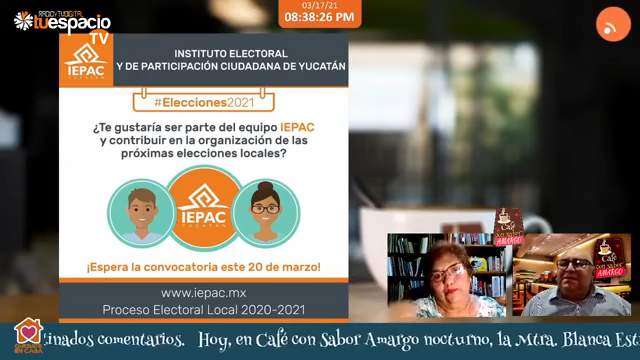 RADIO Y TV DIGITAL
tuespacio
TV
03/17/21
08:38:26 PM
IEPAC
YUCATÁN
INSTITUTO ELECTORAL
Y DE PARTICIPACIÓN CIUDADANA DE YUCATÁN
#Elecciones2021
¿Te gustaría ser parte del equipo IEPAC
y contribuir en la organización de las
próximas elecciones locales?
IEPAC
YUCATÁN
¡Espera la convocatoria este 20 de marzo!
www.iepac.mx
Proceso Electoral Local 2020-2021
Café
con Sabor
AMARGO
Café
con Sabor
AMARGO
QUÉDATE
EN CASA
inados comentarios. Hoy, en Café con Sabor Amargo nocturno, la Mtra. Blanca Est